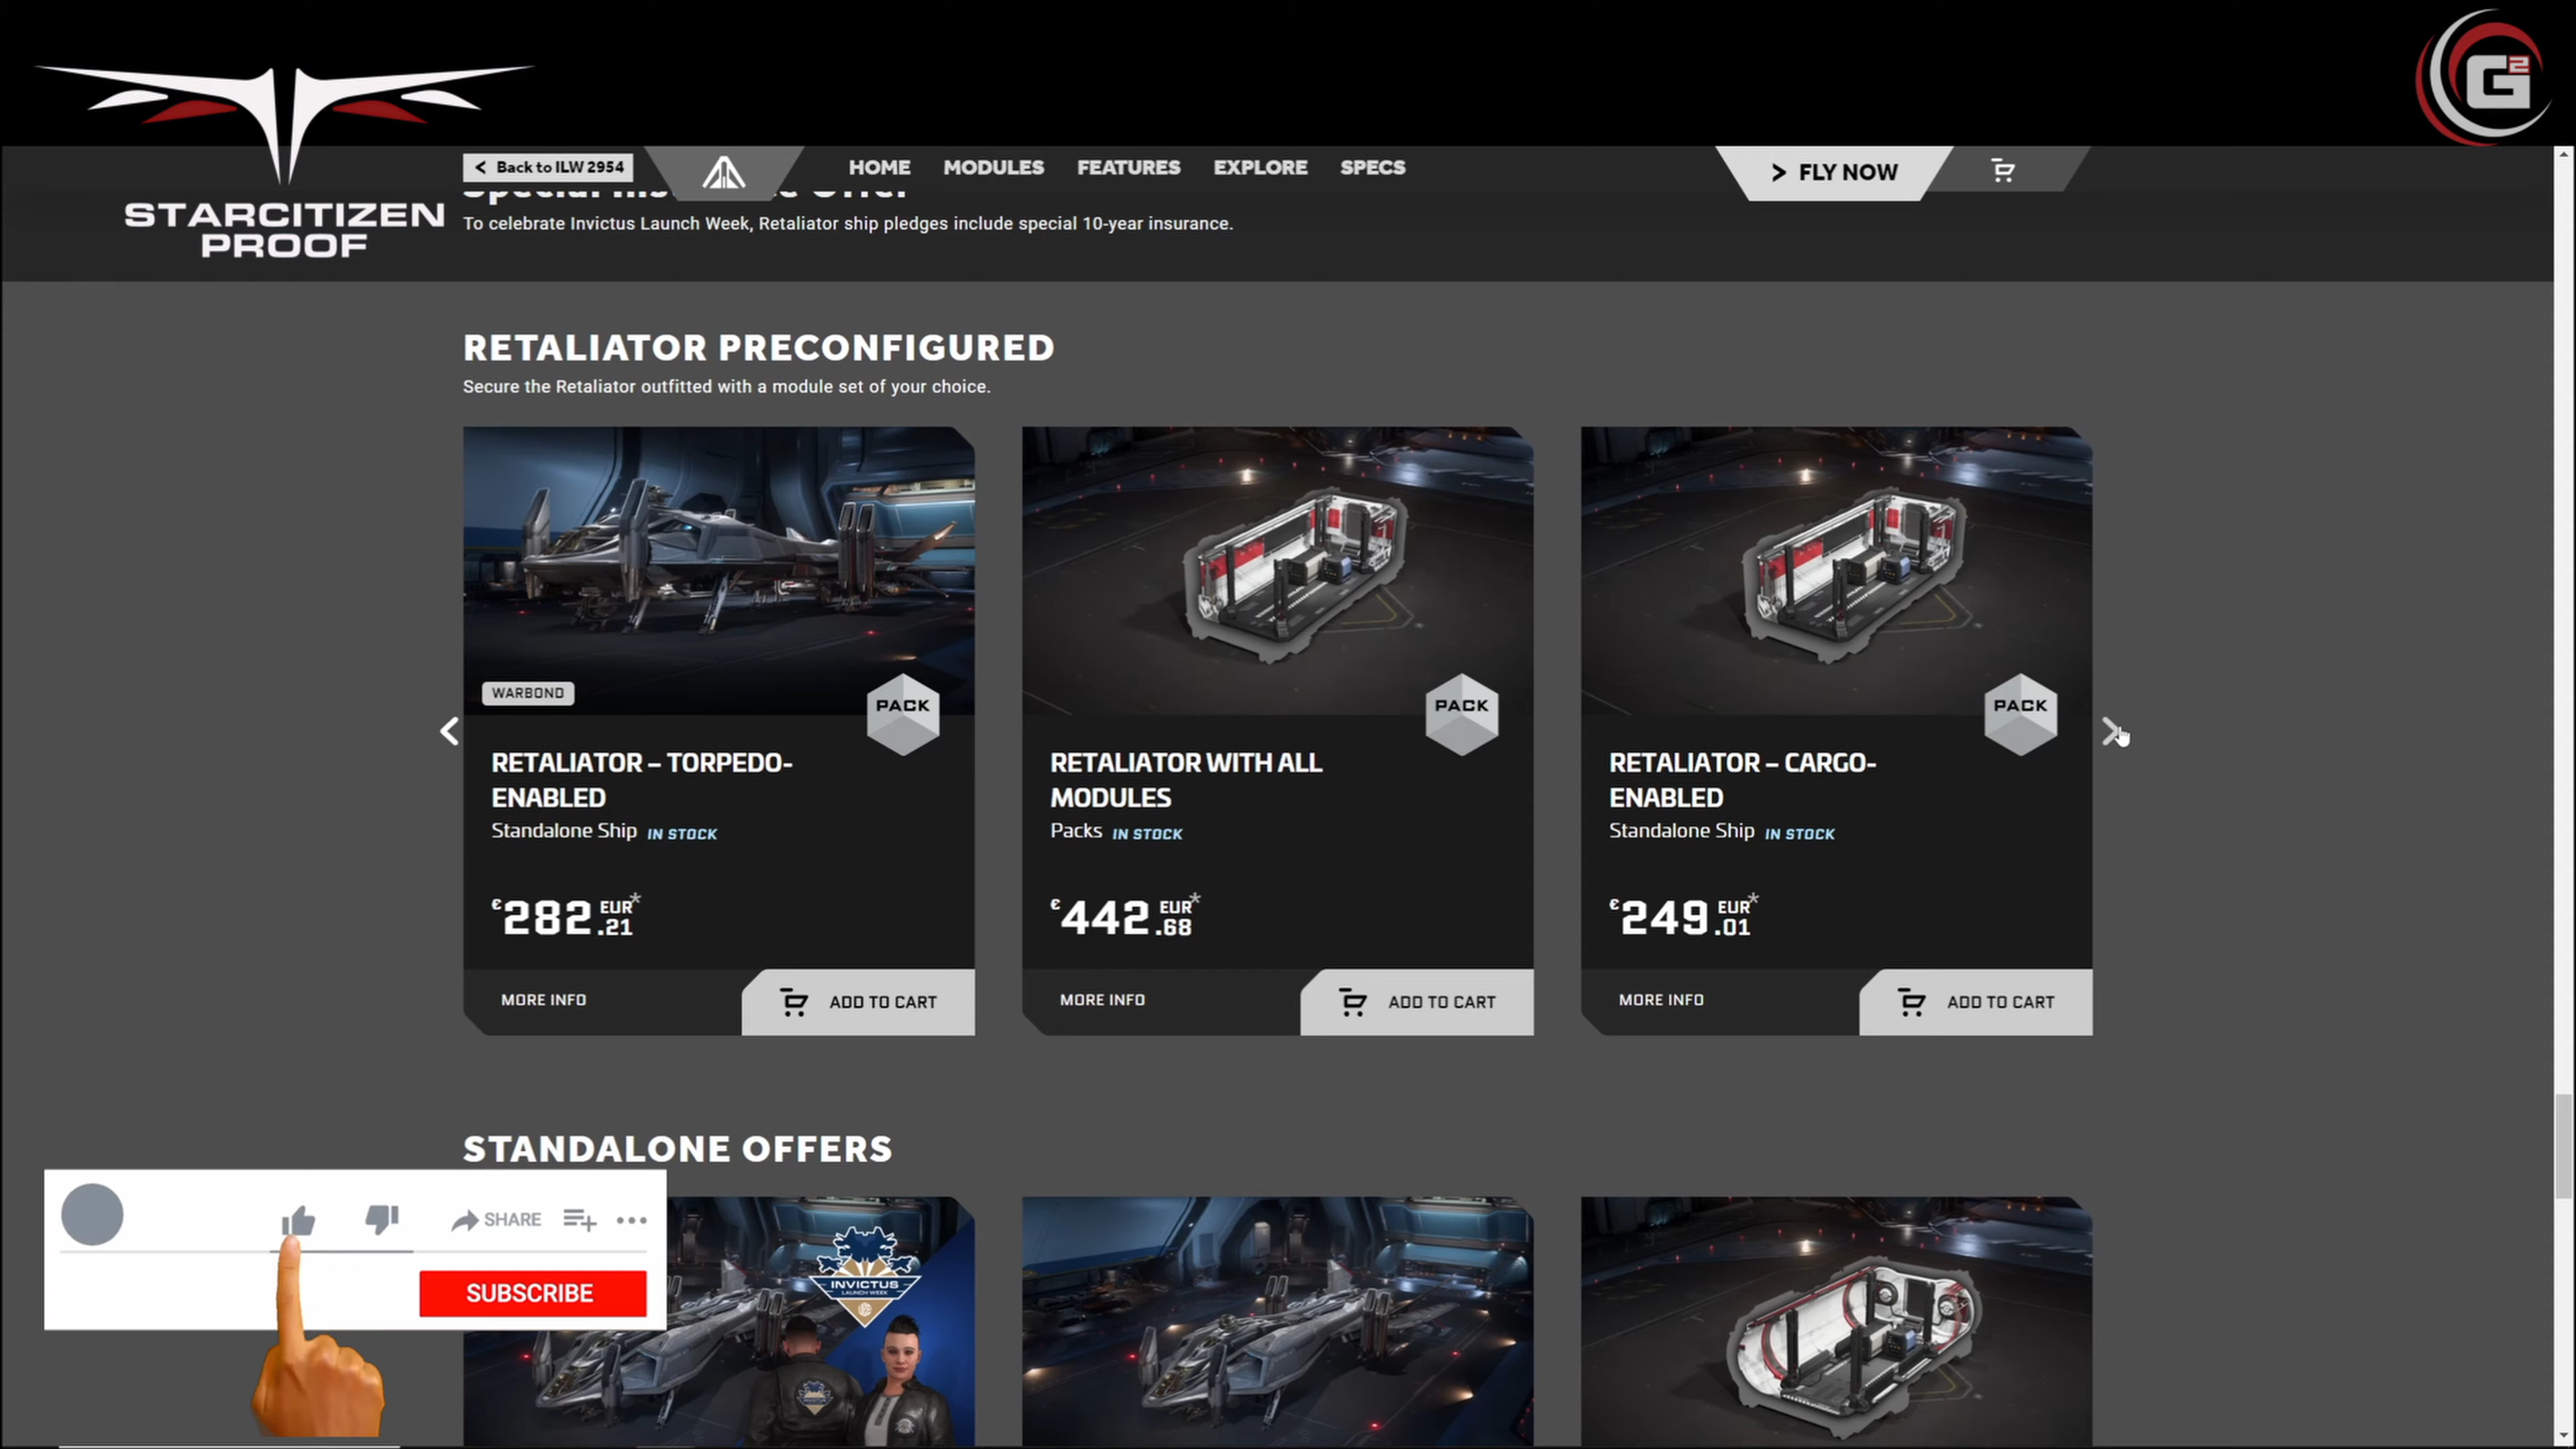 G2
Back to ILW 2954
HOME
MODULES
FEATURES
EXPLORE
SPECS
FLY NOW
STARCITIZEN
PROOF
To celebrate Invictus Launch Week, Retaliator ship pledges include special 10-year insurance.
RETALIATOR PRECONFIGURED
Secure the Retaliator outfitted with a module set of your choice.
WARBOND
PACK
RETALIATOR – TORPEDO-
ENABLED
Standalone Ship IN STOCK
€282.21 EUR*
MORE INFO
ADD TO CART
PACK
RETALIATOR WITH ALL
MODULES
Packs IN STOCK
€442.68 EUR*
MORE INFO
ADD TO CART
PACK
RETALIATOR – CARGO-
ENABLED
Standalone Ship IN STOCK
€249.01 EUR*
MORE INFO
ADD TO CART
STANDALONE OFFERS
SHARE
SUBSCRIBE
INVICTUS
LAUNCH WEEK